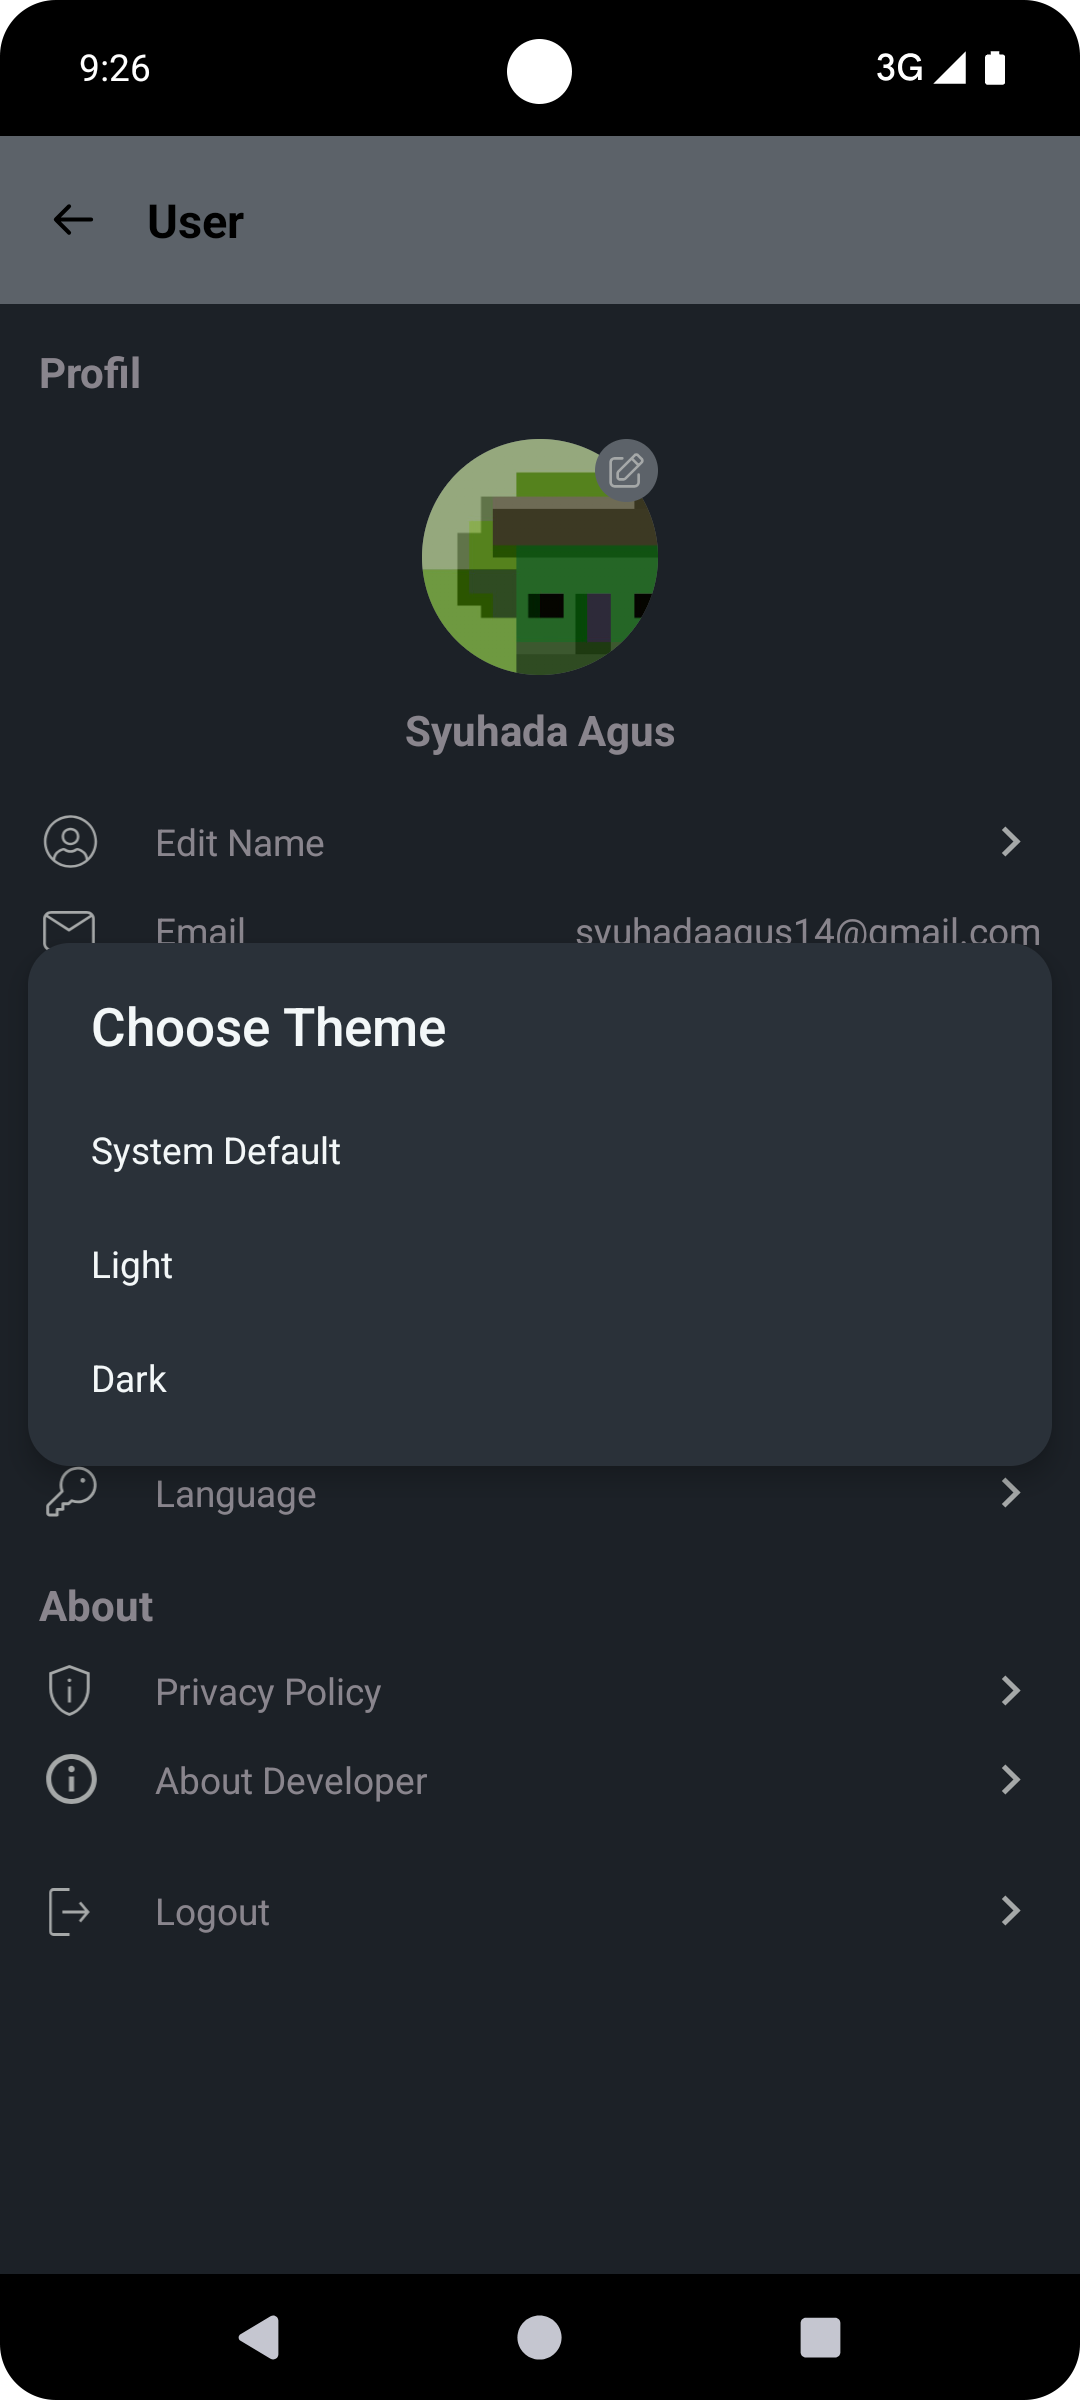 9:26
3G
User
Profil
Syuhada Agus
Edit Name
Email
syuhadaagus14@gmail.com
Choose Theme
System Default
Light
Dark
Language
About
Privacy Policy
About Developer
Logout